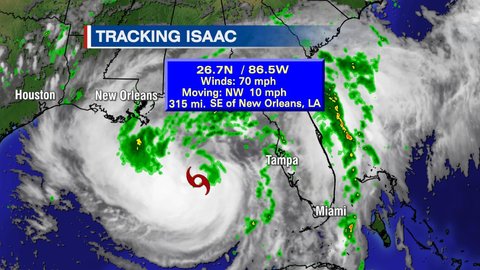 TRACKING ISAAC
26.7N / 86.5W
Winds: 70 mph
Moving: NW 10 mph
315 mi. SE of New Orleans, LA
Houston
New Orleans
Tampa
Miami